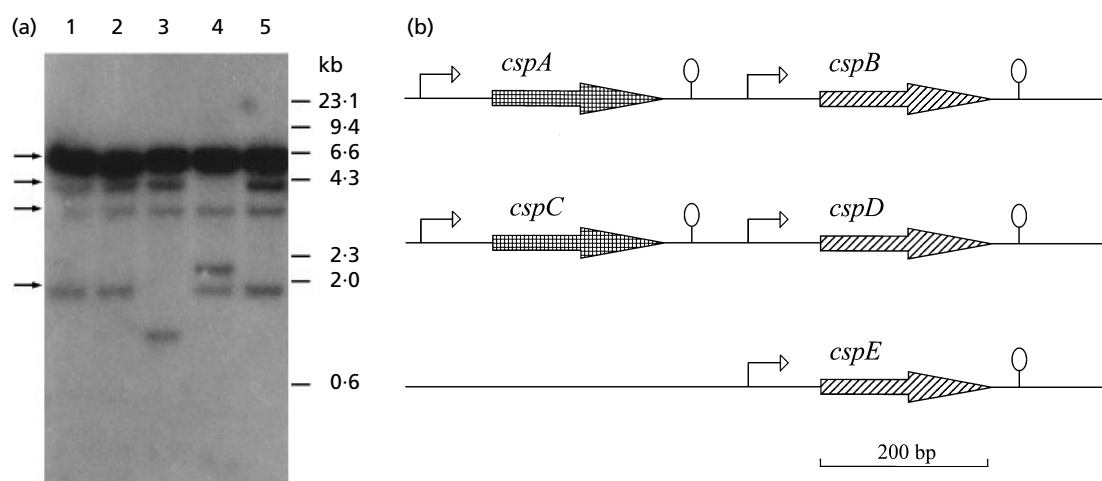 (a) 1 2 3 4 5
kb
23·1
9·4
6·6
4·3
2·3
2·0
0·6
(b)
cspA cspB
cspC cspD
cspE
200 bp